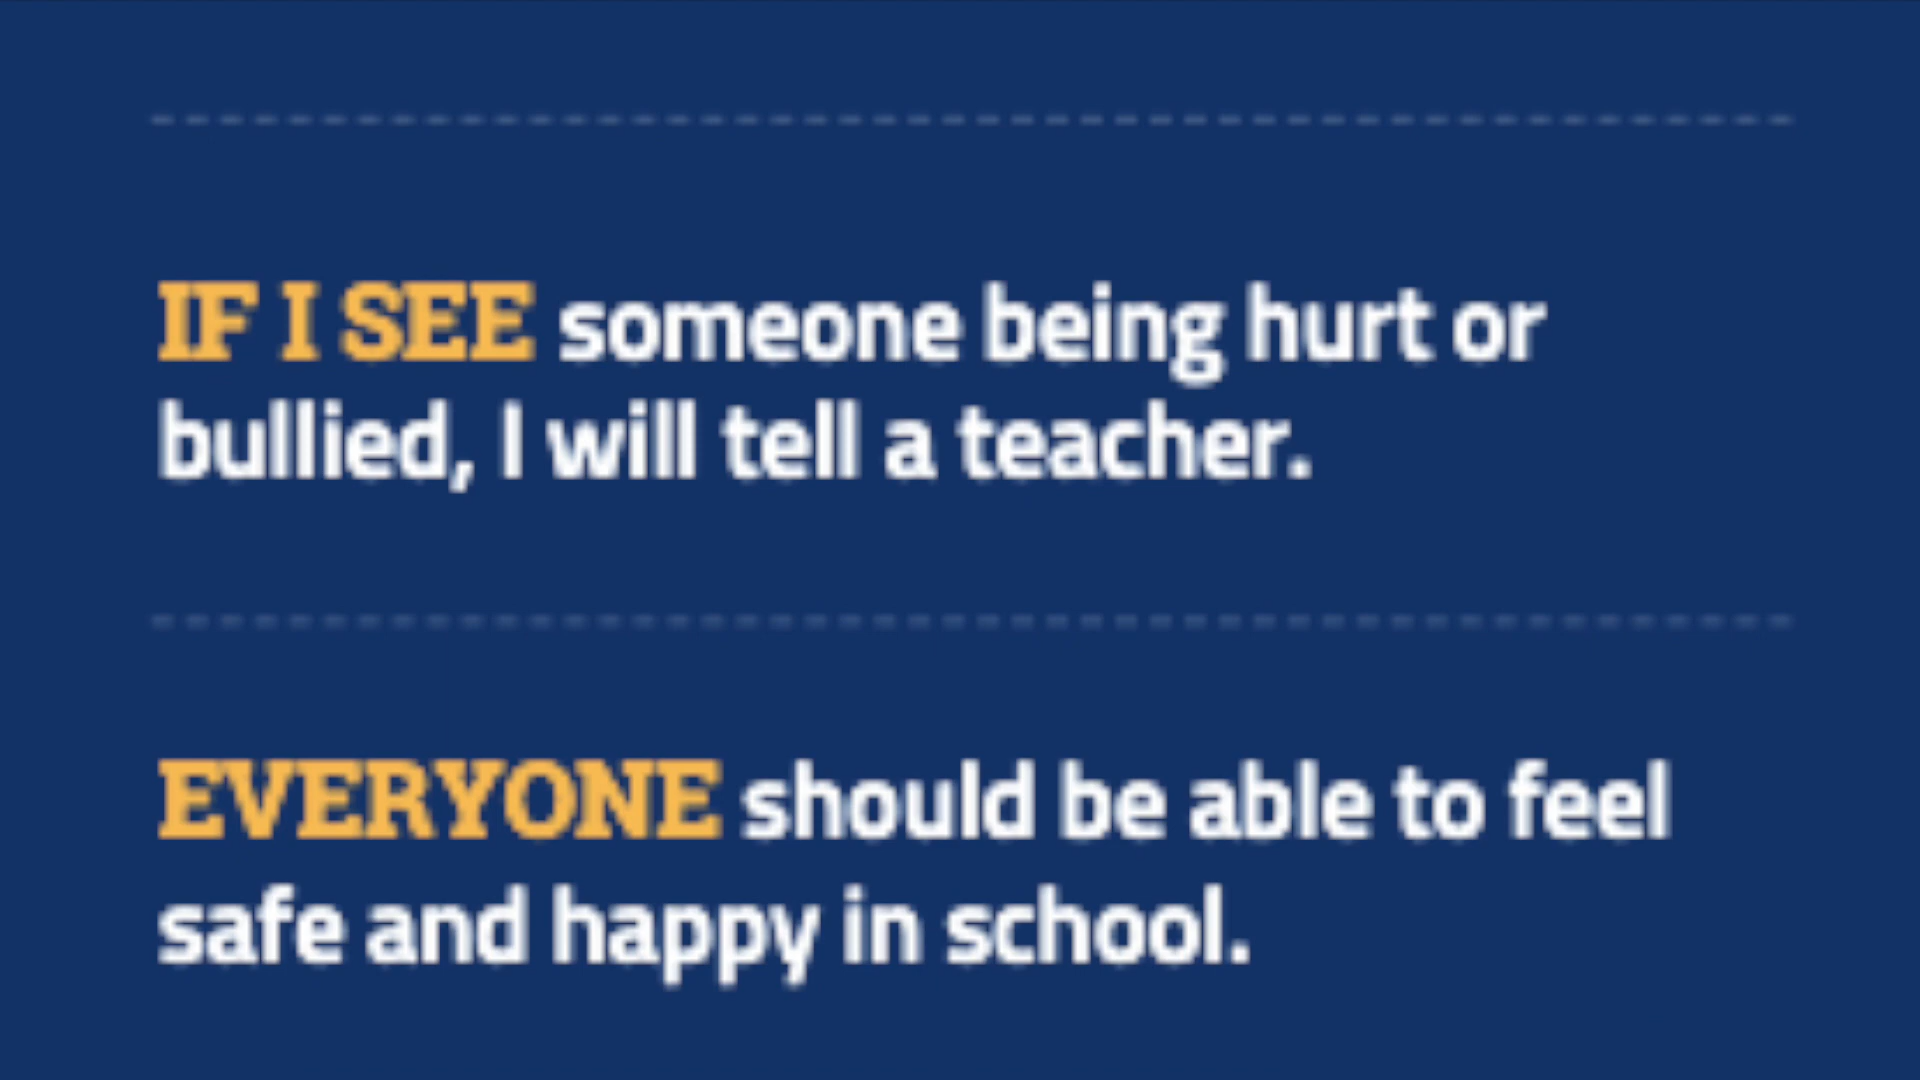 IF I SEE someone being hurt or
bullied, I will tell a teacher.
EVERYONE should be able to feel
safe and happy in school.